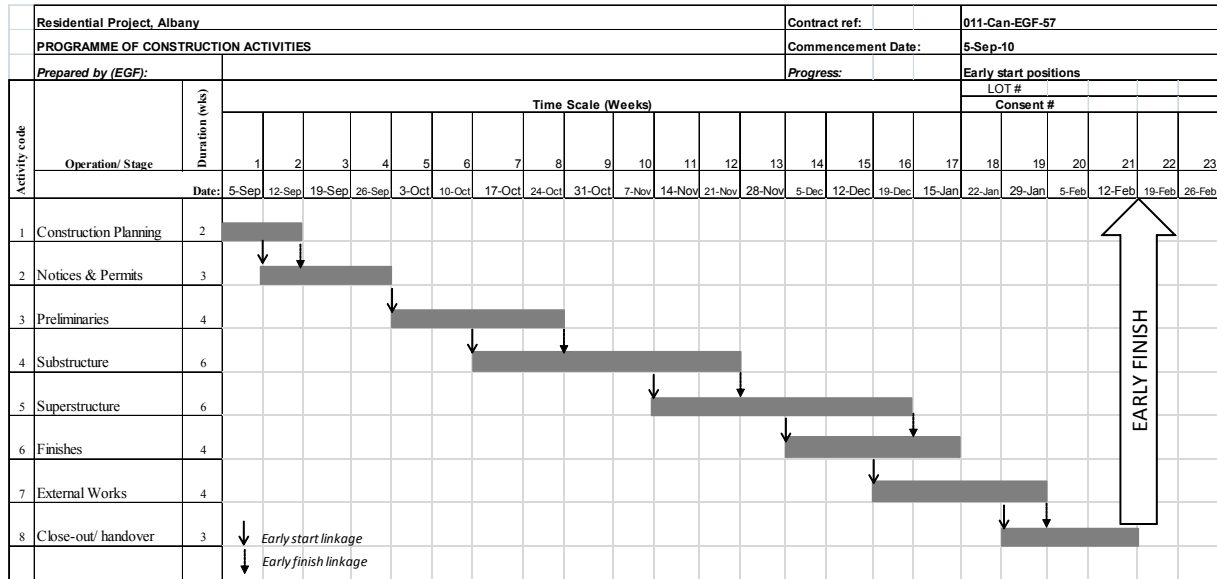 Residential Project, Albany Contract ref: 011-Can-EGF-57
PROGRAMME OF CONSTRUCTION ACTIVITIES Commencement Date: 5-Sep-10
Prepared by (EGF): Progress: Early start positions
LOT #
Activity code Operation/ Stage Duration (wks) Time Scale (Weeks) Consent #
1 2 3 4 5 6 7 8 9 10 11 12 13 14 15 16 17 18 19 20 21 22 23
Date: 5-Sep 12-Sep 19-Sep 26-Sep 3-Oct 10-Oct 17-Oct 24-Oct 31-Oct 7-Nov 14-Nov 21-Nov 28-Nov 5-Dec 12-Dec 19-Dec 15-Jan 22-Jan 29-Jan 5-Feb 12-Feb 19-Feb 26-Feb
1 Construction Planning 2
2 Notices & Permits 3
3 Preliminaries 4
4 Substructure 6
5 Superstructure 6
6 Finishes 4
7 External Works 4
8 Close-out/ handover 3
Early start linkage
Early finish linkage
EARLY FINISH